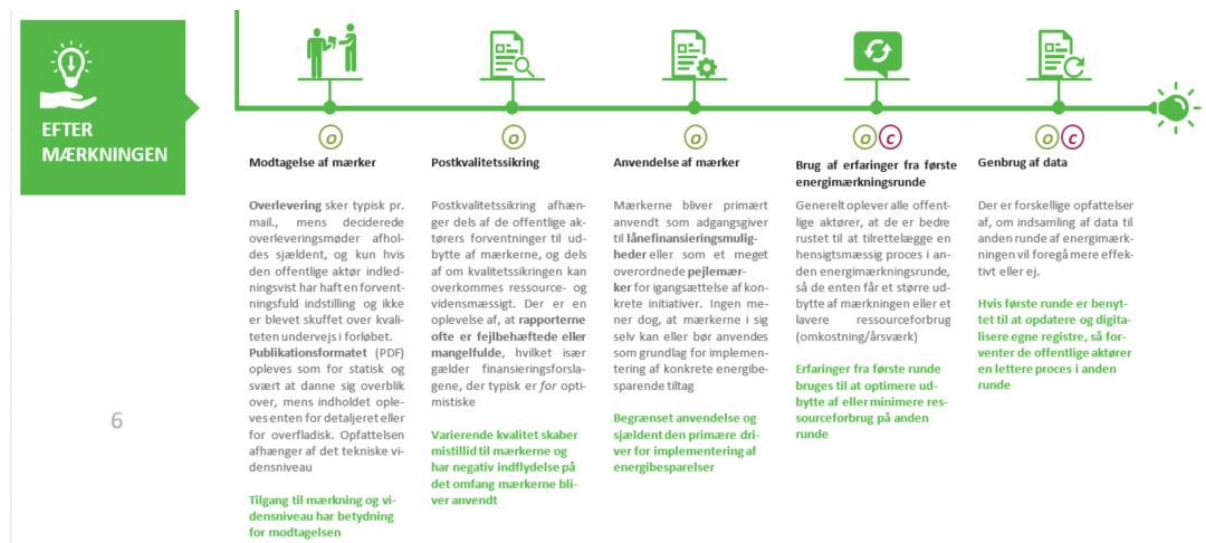 EFTER
MÆRKNINGEN
6
o
Modtagelse af mærker
Overlevering sker typisk pr.
mail., mens deciderede
overleveringsmøder afhol-
des sjældent, og kun hvis
den offentlige aktør indled-
ningsvist har haft en forvent-
ningsfuld indstilling og ikke
er blevet skuffet over kvali-
teten undervejs i forløbet.
Publikationsformatet (PDF)
opleves som for statisk og
svært at danne sig overblik
over, mens indholdet ople-
ves enten for detaljeret eller
for overfladisk. Opfattelsen
afhænger af det tekniske vi-
densniveau
Tilgang til mærkning og vi-
densniveau har betydning
for modtagelsen
o
Postkvalitetssikring
Postkvalitetssikring afhæn-
ger dels af de offentlige ak-
tørers forventninger til ud-
bytte af mærkerne, og dels
af om kvalitetssikringen kan
overkommes ressource- og
vidensmæssigt. Der er en
oplevelse af, at rapporterne
ofte er fejlbehæftede eller
mangelfulde, hvilket især
gælder finansieringsforsla-
gene, der typisk er for opti-
mistiske
Varierende kvalitet skaber
mistillid til mærkerne og
har negativ indflydelse på
det omfang mærkerne bli-
ver anvendt
o
Anvendelse af mærker
Mærkerne bliver primært
anvendt som adgangsgiver
til lånefinansieringsmulig-
heder eller som et meget
overordnede pejlemær-
ker for igangsættelse af kon-
krete initiativer. Ingen me-
ner dog, at mærkerne i sig
selv kan eller bør anvendes
som grundlag for implemen-
tering af konkrete energibe-
sparende tiltag
Begrænset anvendelse og
sjældent den primære dri-
ver for implementering af
energibesparelser
o c
Brug af erfaringer fra første
energimærkningsrunde
Generelt oplever alle offent-
lige aktører, at de er bedre
rustet til at tilrettelægge en
hensigtsmæssig proces i an-
den energimærkningsrunde,
så de enten får et større ud-
bytte af mærkningen eller et
lavere ressourceforbrug
(omkostning/årsværk)
Erfaringer fra første runde
bruges til at optimere ud-
bytte af eller minimere res-
sourceforbrug på anden
runde
o c
Genbrug af data
Der er forskellige opfattelser
af, om indsamling af data til
anden runde af energimærk-
ningen vil foregå mere effek-
tivt eller ej.
Hvis første runde er benyt-
tet til at opdatere og digita-
lisere egne registre, så for-
venter de offentlige aktører
en lettere proces i anden
runde